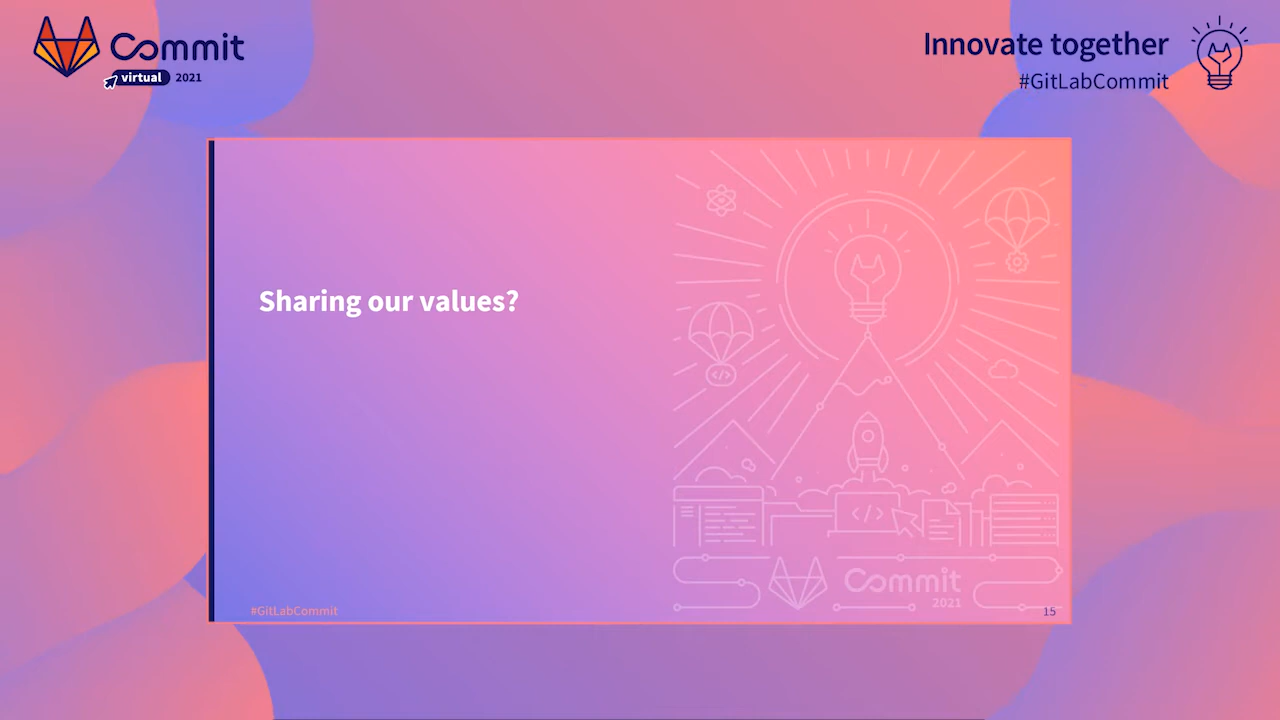 Commit
virtual 2021
Innovate together
#GitLabCommit
Sharing our values?
</>
</>
Commit
2021
#GitLabCommit
15